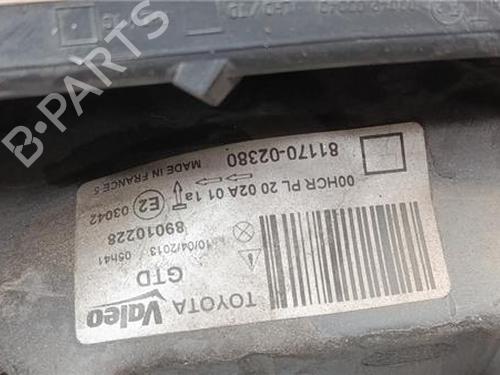 TOYOTA Valeo
GTD
10/04/2013 05h41
89010228
E2 03042
00HCR PL 20 02A 01 1a
MADE IN FRANCE 5
81170-02380
B-PARTS